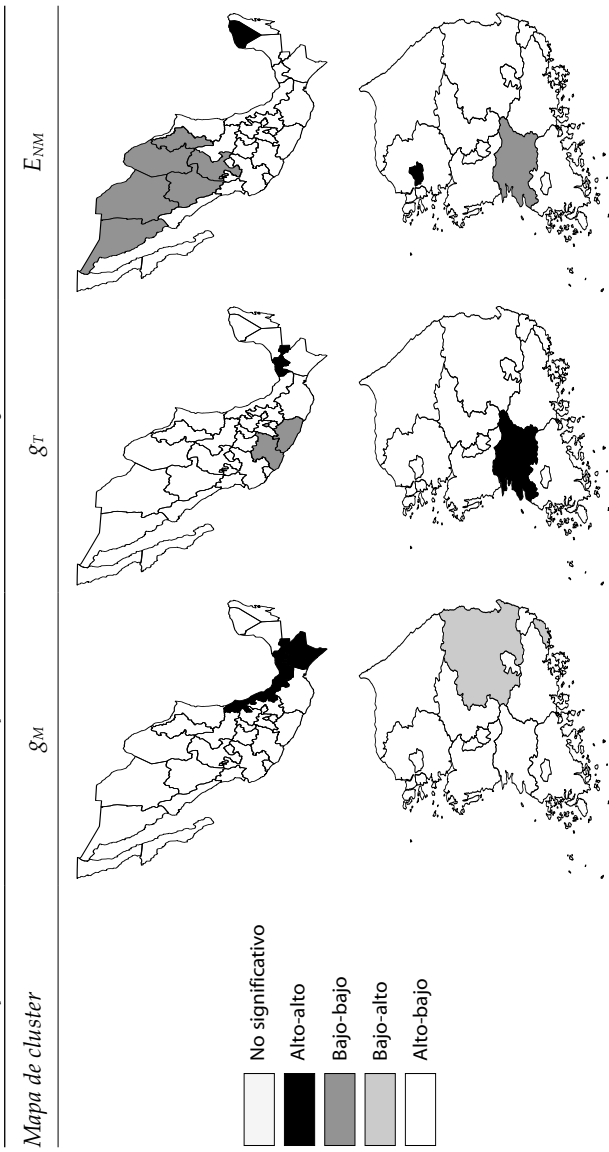 Mapa de cluster
g_M
g_T
E_NM
No significativo
Alto-alto
Bajo-bajo
Bajo-alto
Alto-bajo